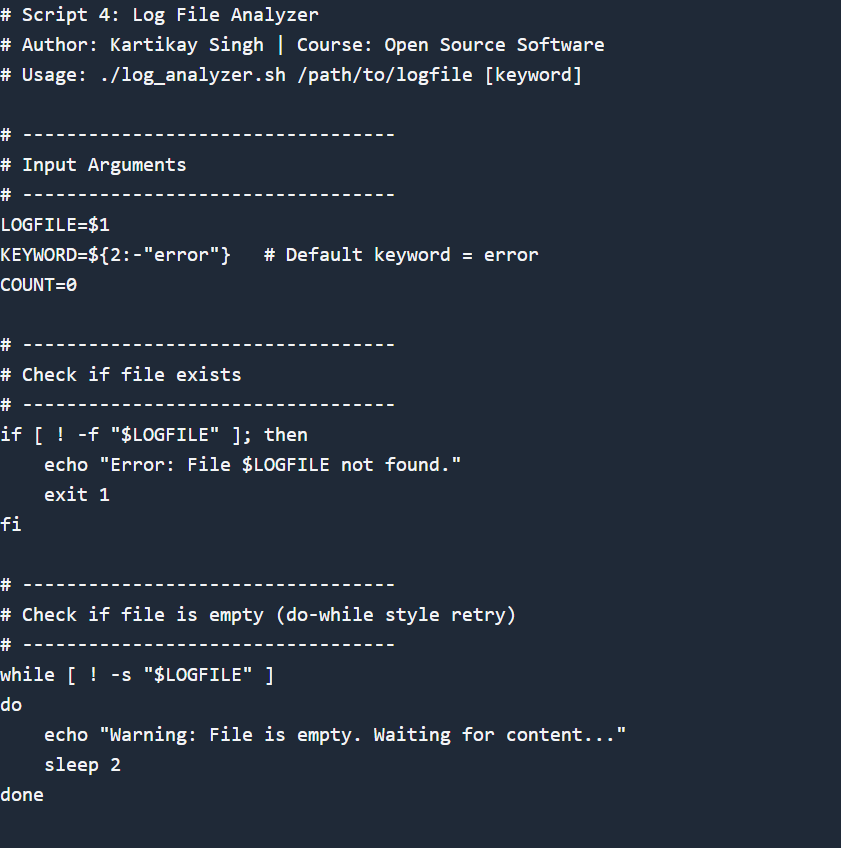 # Script 4: Log File Analyzer
# Author: Kartikay Singh | Course: Open Source Software
# Usage: ./log_analyzer.sh /path/to/logfile [keyword]
# ----------------------------------
# Input Arguments
# ----------------------------------
LOGFILE=$1
KEYWORD=${2:-"error"}   # Default keyword = error
COUNT=0
# ----------------------------------
# Check if file exists
# ----------------------------------
if [ ! -f "$LOGFILE" ]; then
    echo "Error: File $LOGFILE not found."
    exit 1
fi
# ----------------------------------
# Check if file is empty (do-while style retry)
# ----------------------------------
while [ ! -s "$LOGFILE" ]
do
    echo "Warning: File is empty. Waiting for content..."
    sleep 2
done